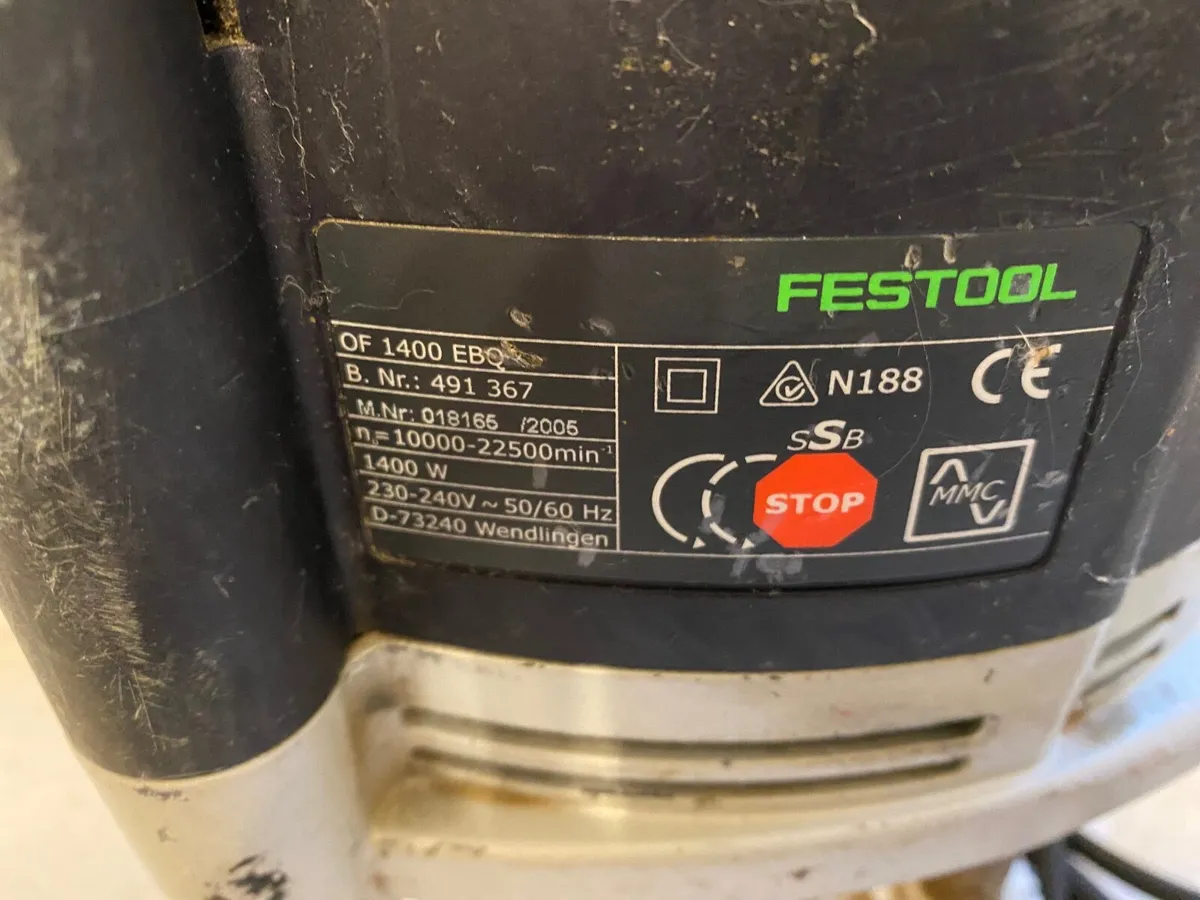 FESTOOL
OF 1400 EBQ
B. Nr.: 491 367
M.Nr: 018165 /2005
n₀=10000-22500min⁻¹
1400 W
230-240V ~ 50/60 Hz
D-73240 Wendlingen
N188
CE
SSB
STOP
MMC